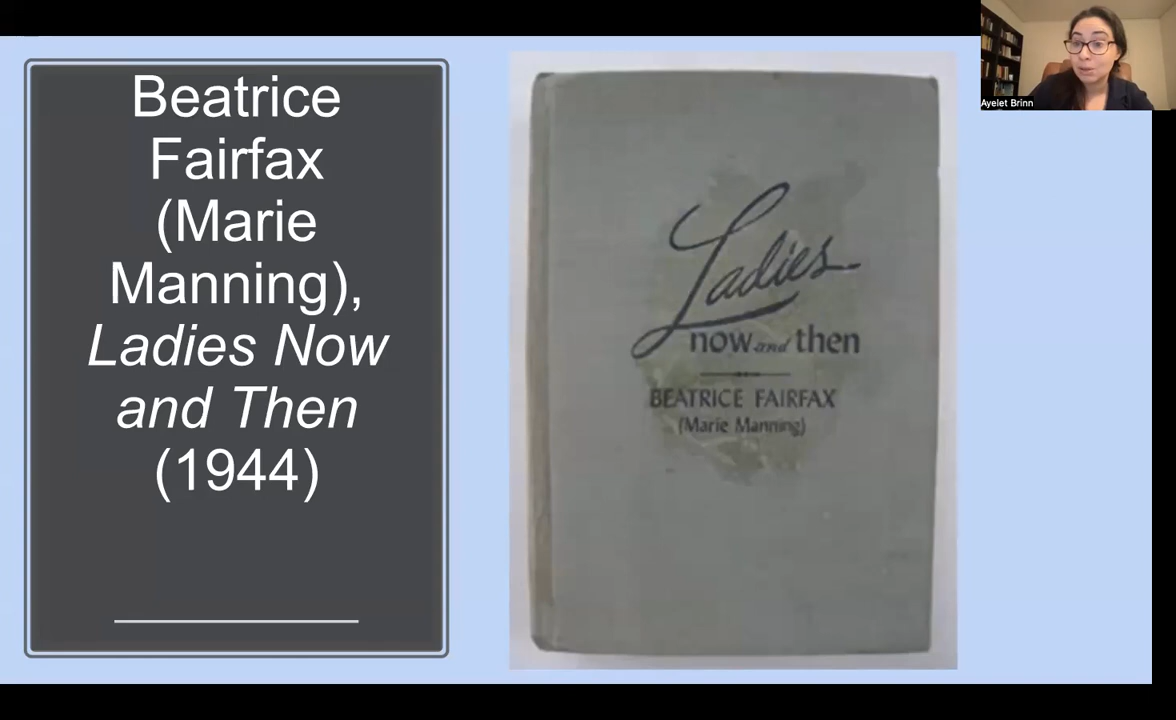 Beatrice
Fairfax
(Marie
Manning),
Ladies Now
and Then
(1944)
Ladies
now and then
BEATRICE FAIRFAX
(Marie Manning)
Ayelet Brinn